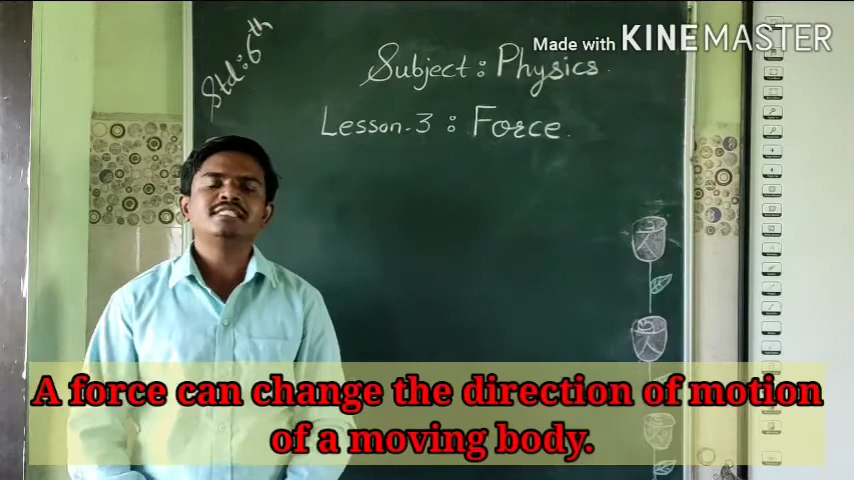 Made with KINEMASTER
Std : 6th
Subject : Physics
Lesson-3 : Force.
A force can change the direction of motion
of a moving body.